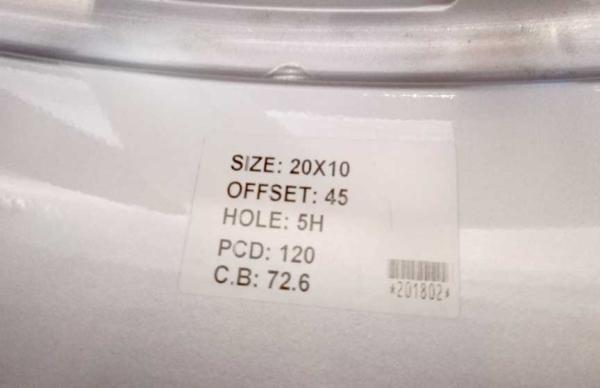 SIZE: 20X10
OFFSET: 45
HOLE: 5H
PCD: 120
C.B: 72.6
*201802*